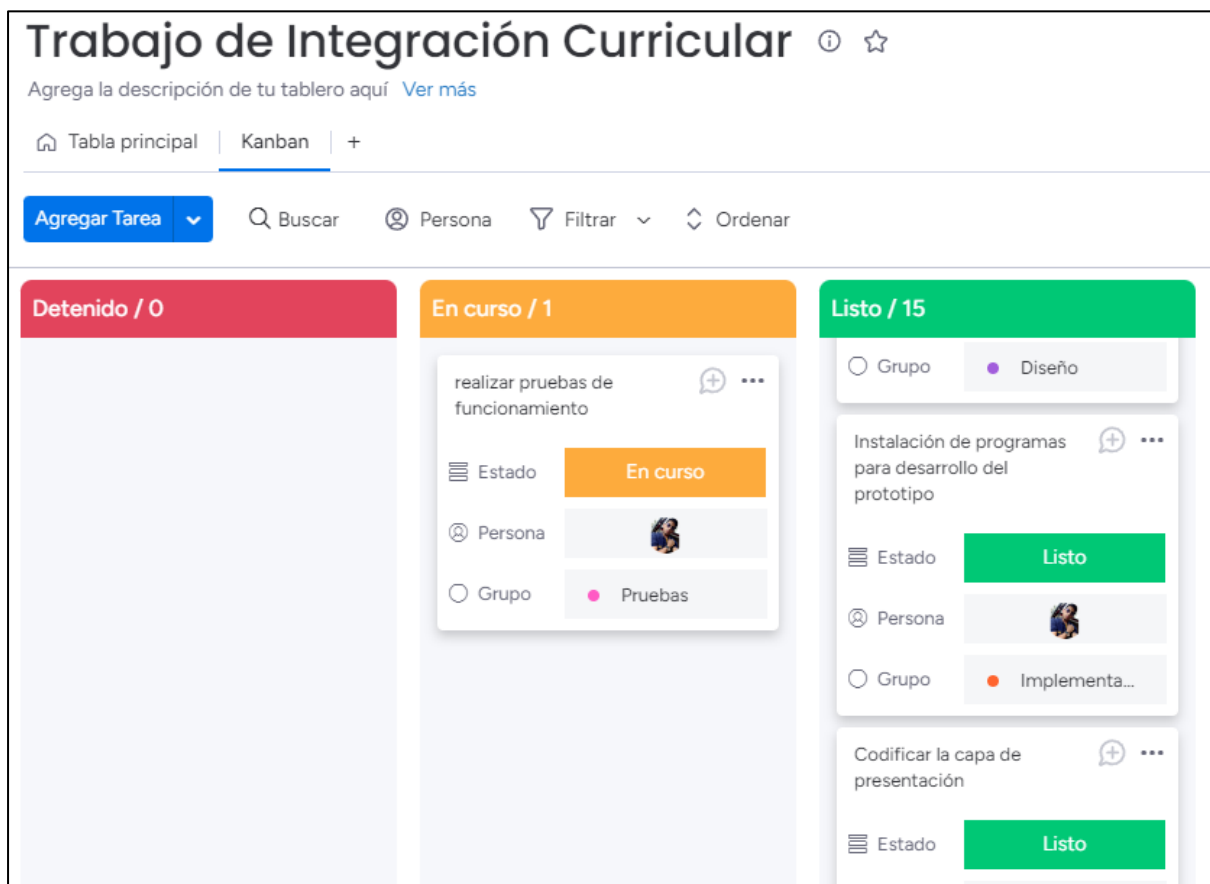 Trabajo de Integración Curricular
Agrega la descripción de tu tablero aquí Ver más
Tabla principal Kanban +
Agregar Tarea Buscar Persona Filtrar Ordenar
Detenido / 0
En curso / 1
realizar pruebas de
funcionamiento
Estado En curso
Persona
Grupo Pruebas
Listo / 15
Grupo Diseño
Instalación de programas
para desarrollo del
prototipo
Estado Listo
Persona
Grupo Implementa...
Codificar la capa de
presentación
Estado Listo